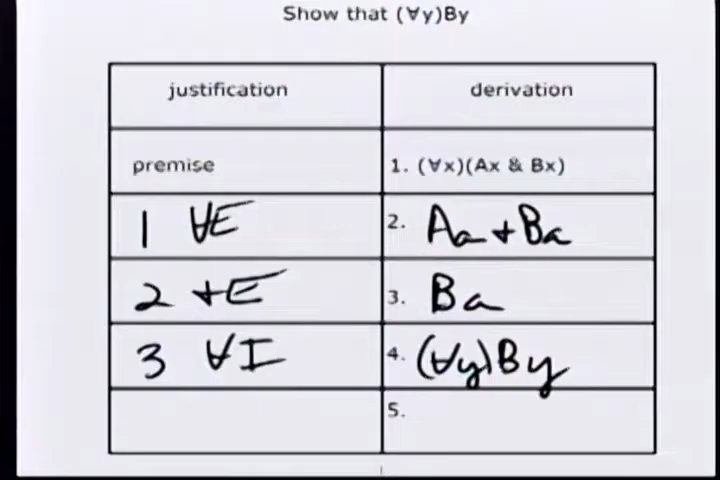 Show that (∀y)By
justification derivation
premise 1. (∀x)(Ax & Bx)
1 ∀E 2. Aa + Ba
2 +E 3. Ba
3 ∀I 4. (∀y)By
5.